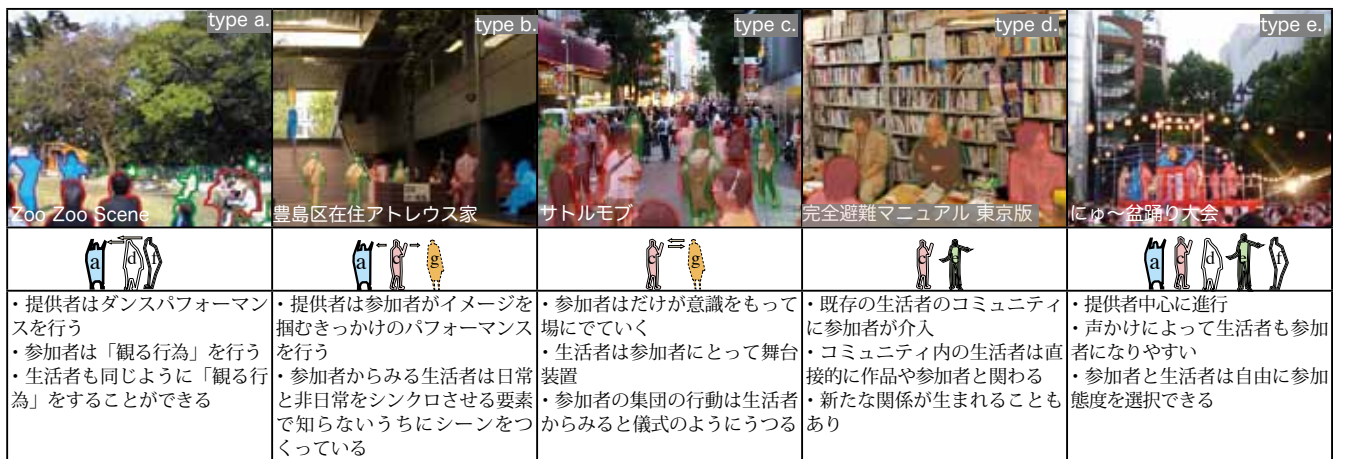 type a.
type b.
type c.
type d.
type e.
Zoo Zoo Scene
豊島区在住アトレウス家
サトルモブ
完全避難マニュアル 東京版
にゅ〜盆踊り大会
a d f
a c g
c g
c e
a c d e f
・提供者はダンスパフォーマン
スを行う
・参加者は「観る行為」を行う
・生活者も同じように「観る行
為」をすることができる
・提供者は参加者がイメージを
掴むきっかけのパフォーマンス
を行う
・参加者からみる生活者は日常
と非日常をシンクロさせる要素
で知らないうちにシーンをつ
くっている
・参加者はだけが意識をもって
場にでていく
・生活者は参加者にとって舞台
装置
・参加者の集団の行動は生活者
からみると儀式のようにうつる
・既存の生活者のコミュニティ
に参加者が介入
・コミュニティ内の生活者は直
接的に作品や参加者と関わる
・新たな関係が生まれることも
あり
・提供者中心に進行
・声かけによって生活者も参加
者になりやすい
・参加者と生活者は自由に参加
態度を選択できる